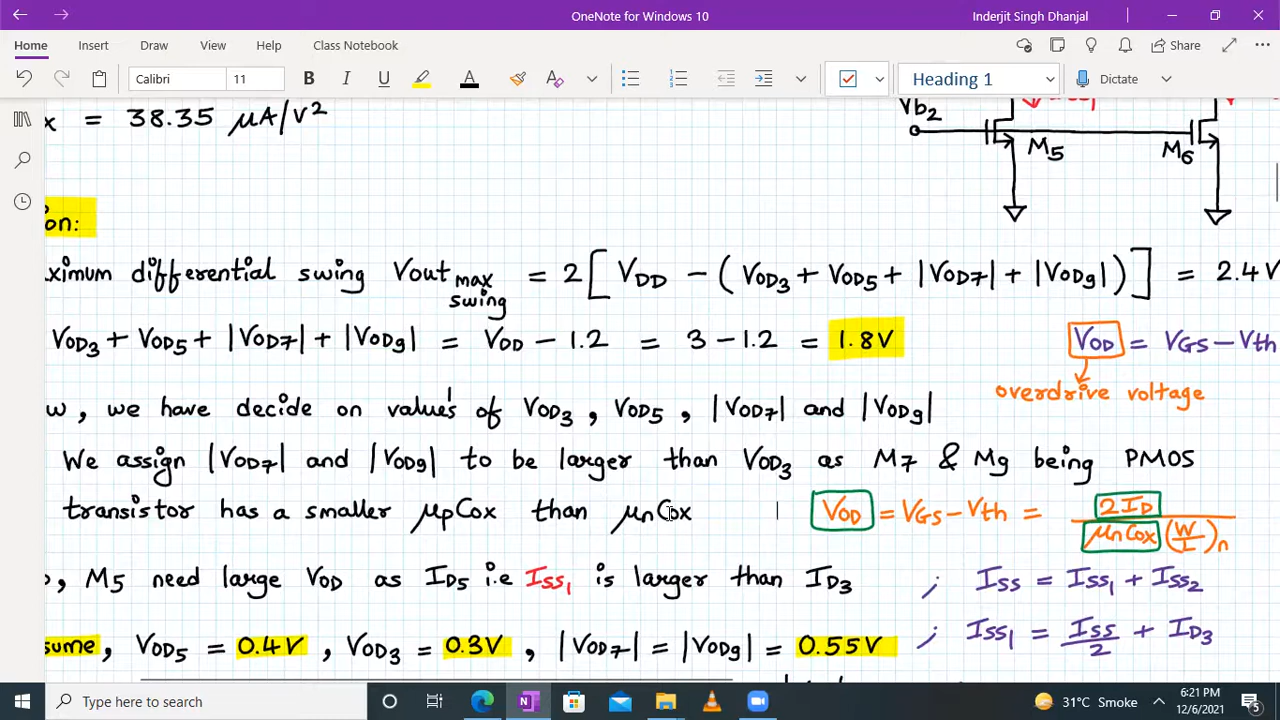 OneNote for Windows 10
Inderjit Singh Dhanjal
Home Insert Draw View Help Class Notebook
Share
Calibri 11 B I U A Heading 1 Dictate
x = 38.35 μA/V²
Vb2
M5
M6
on:
ximum differential swing Voutmax swing = 2[VDD - (VOD3 + VOD5 + |VOD7| + |VOD9|)] = 2.4V
VOD3 + VOD5 + |VOD7| + |VOD9| = VDD - 1.2 = 3 - 1.2 = 1.8V
VOD = VGS - Vth
overdrive voltage
w, we have decide on values of VOD3, VOD5, |VOD7| and |VOD9|
We assign |VOD7| and |VOD9| to be larger than VOD3 as M7 & M9 being PMOS
transistor has a smaller μpCox than μnCox | VOD = VGS - Vth = 2ID / μnCox (W/L)n
, M5 need large VOD as ID5 i.e ISS1 is larger than ID3 ; ISS = ISS1 + ISS2
sume, VOD5 = 0.4V, VOD3 = 0.3V, |VOD7| = |VOD9| = 0.55V ; ISS1 = ISS/2 + ID3
Type here to search
31°C Smoke
6:21 PM
12/6/2021
5